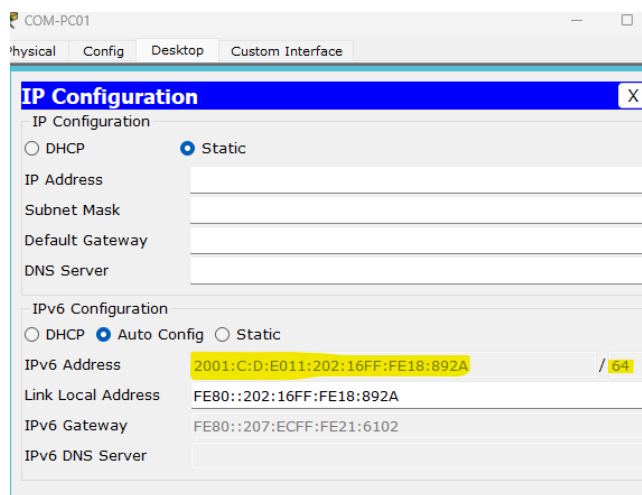 COM-PC01
Physical Config Desktop Custom Interface
IP Configuration X
IP Configuration
DHCP Static
IP Address
Subnet Mask
Default Gateway
DNS Server
IPv6 Configuration
DHCP Auto Config Static
IPv6 Address 2001:C:D:E011:202:16FF:FE18:892A / 64
Link Local Address FE80::202:16FF:FE18:892A
IPv6 Gateway FE80::207:ECFF:FE21:6102
IPv6 DNS Server